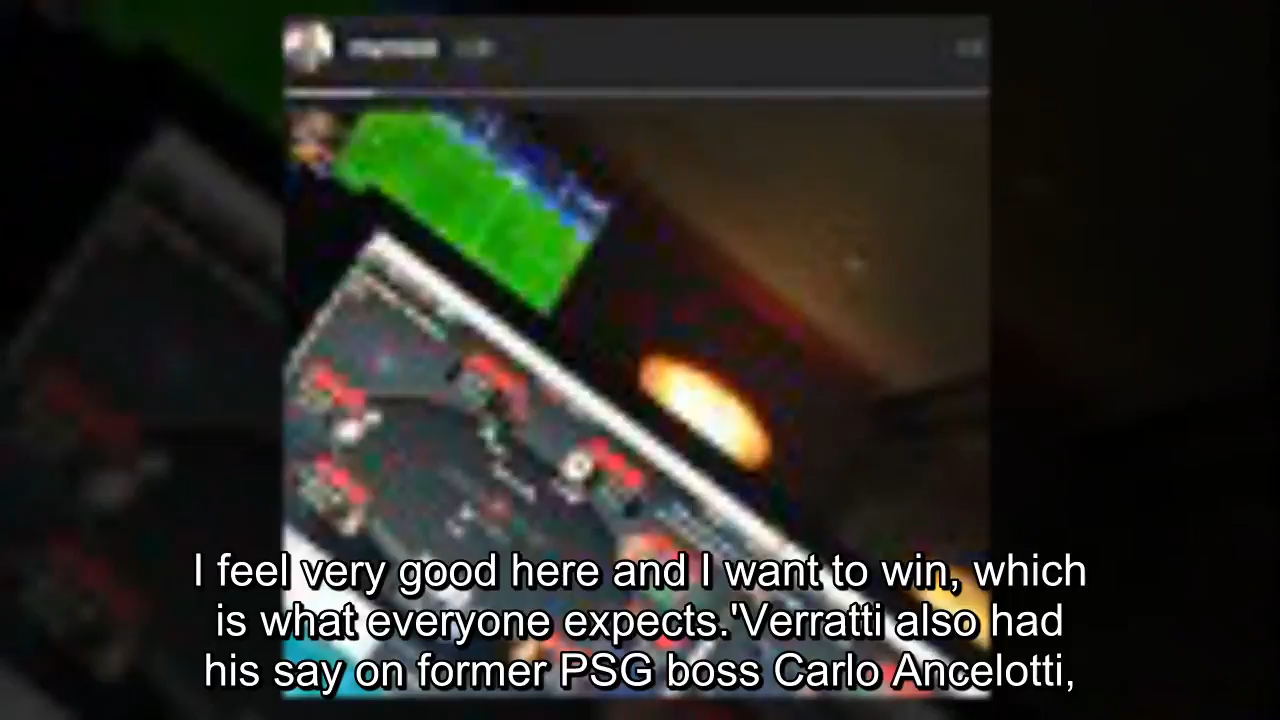 I feel very good here and I want to win, which
is what everyone expects.'Verratti also had
his say on former PSG boss Carlo Ancelotti,